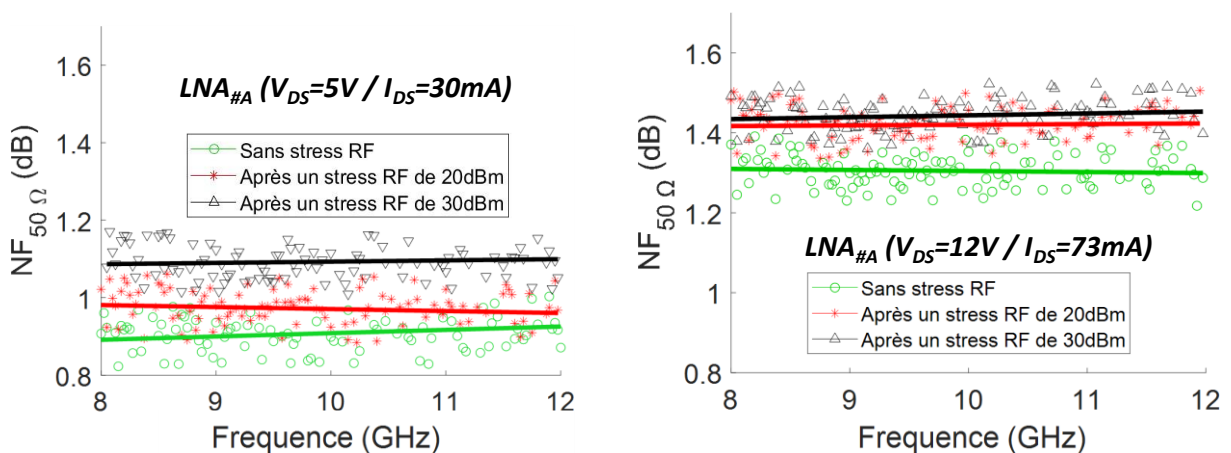 1.6
1.4
1.2
1
0.8
NF50 Ω (dB)
LNA#A (VDS=5V / IDS=30mA)
Sans stress RF
Après un stress RF de 20dBm
Après un stress RF de 30dBm
8 9 10 11 12
Frequence (GHz)
1.6
1.4
1.2
1
0.8
NF50 Ω (dB)
LNA#A (VDS=12V / IDS=73mA)
Sans stress RF
Après un stress RF de 20dBm
Après un stress RF de 30dBm
8 9 10 11 12
Frequence (GHz)